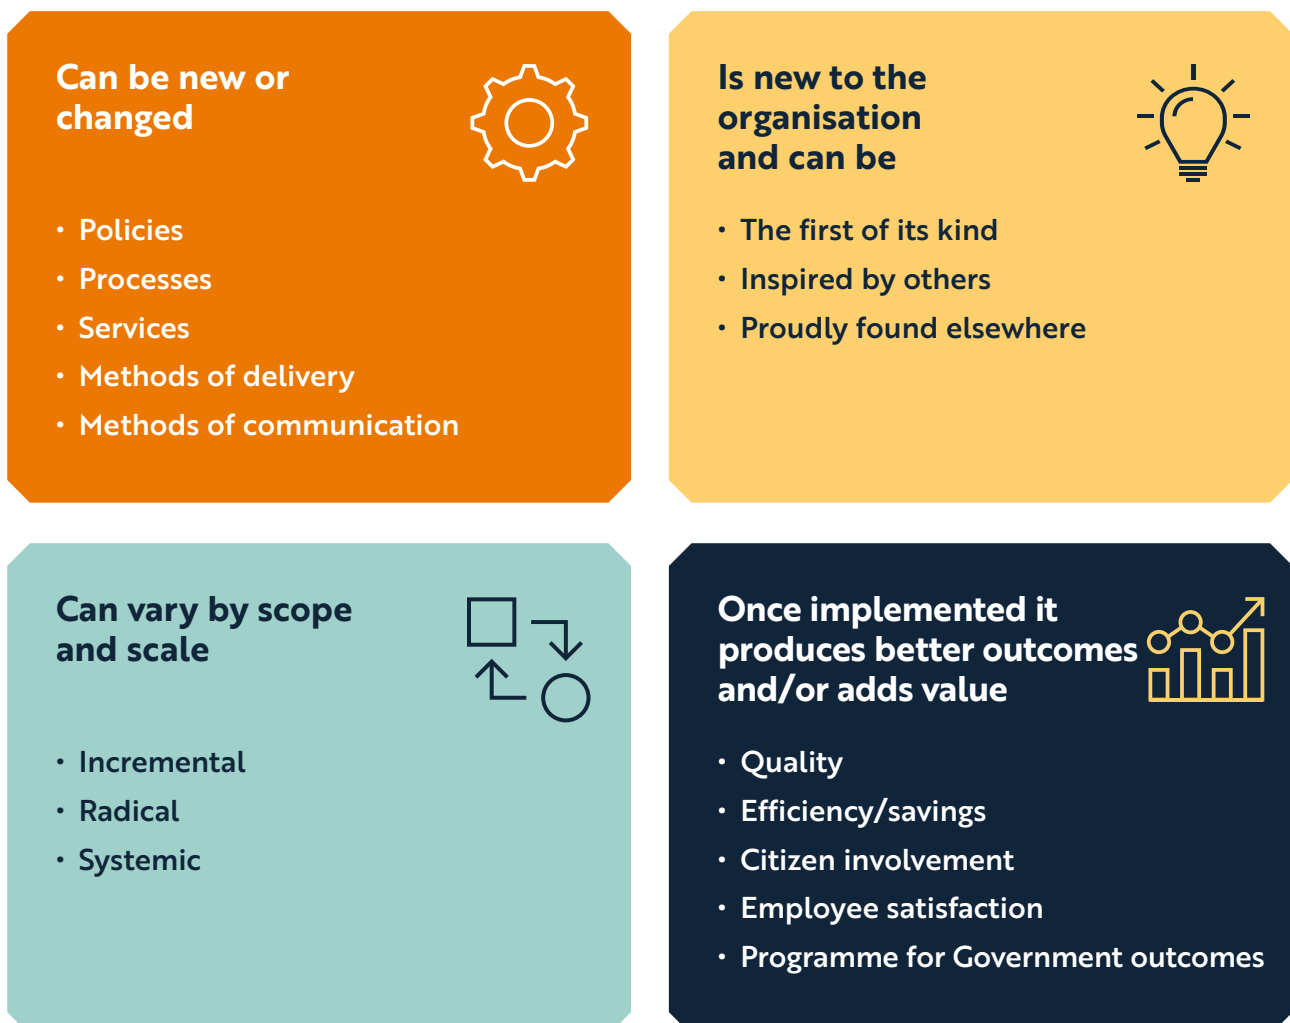 Can be new or
changed
• Policies
• Processes
• Services
• Methods of delivery
• Methods of communication
Is new to the
organisation
and can be
• The first of its kind
• Inspired by others
• Proudly found elsewhere
Can vary by scope
and scale
• Incremental
• Radical
• Systemic
Once implemented it
produces better outcomes
and/or adds value
• Quality
• Efficiency/savings
• Citizen involvement
• Employee satisfaction
• Programme for Government outcomes